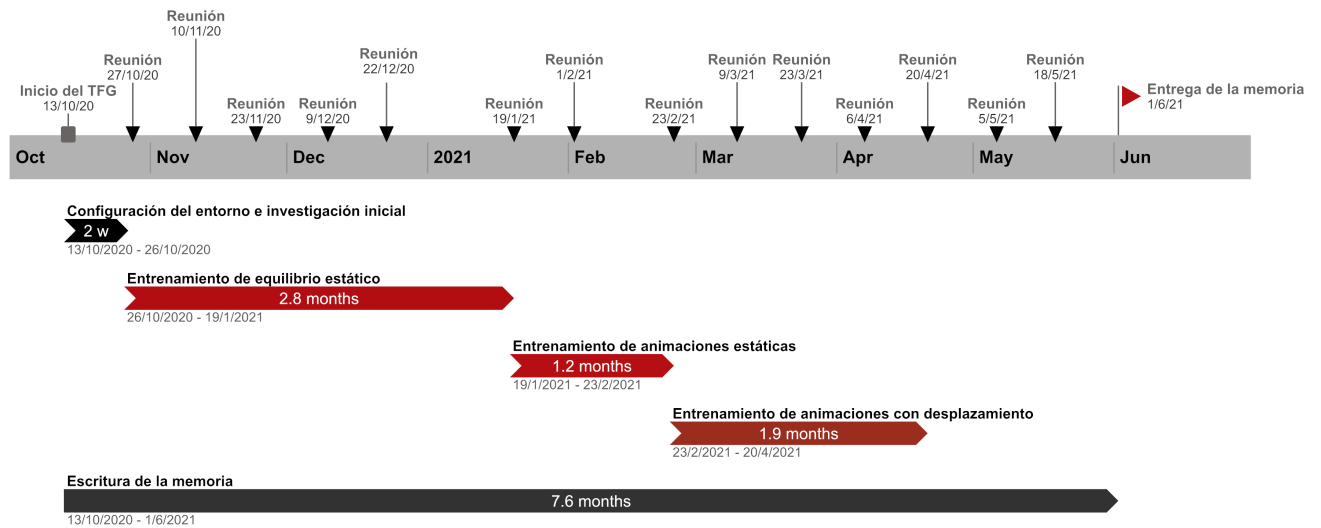 Reunión
10/11/20
Reunión
27/10/20
Reunión
22/12/20
Reunión
1/2/21
Reunión
9/3/21
Reunión
23/3/21
Reunión
20/4/21
Reunión
18/5/21
Inicio del TFG
13/10/20
Reunión
23/11/20
Reunión
9/12/20
Reunión
19/1/21
Reunión
23/2/21
Reunión
6/4/21
Reunión
5/5/21
Entrega de la memoria
1/6/21
Oct
Nov
Dec
2021
Feb
Mar
Apr
May
Jun
Configuración del entorno e investigación inicial
2 w
13/10/2020 - 26/10/2020
Entrenamiento de equilibrio estático
2.8 months
26/10/2020 - 19/1/2021
Entrenamiento de animaciones estáticas
1.2 months
19/1/2021 - 23/2/2021
Entrenamiento de animaciones con desplazamiento
1.9 months
23/2/2021 - 20/4/2021
Escritura de la memoria
7.6 months
13/10/2020 - 1/6/2021